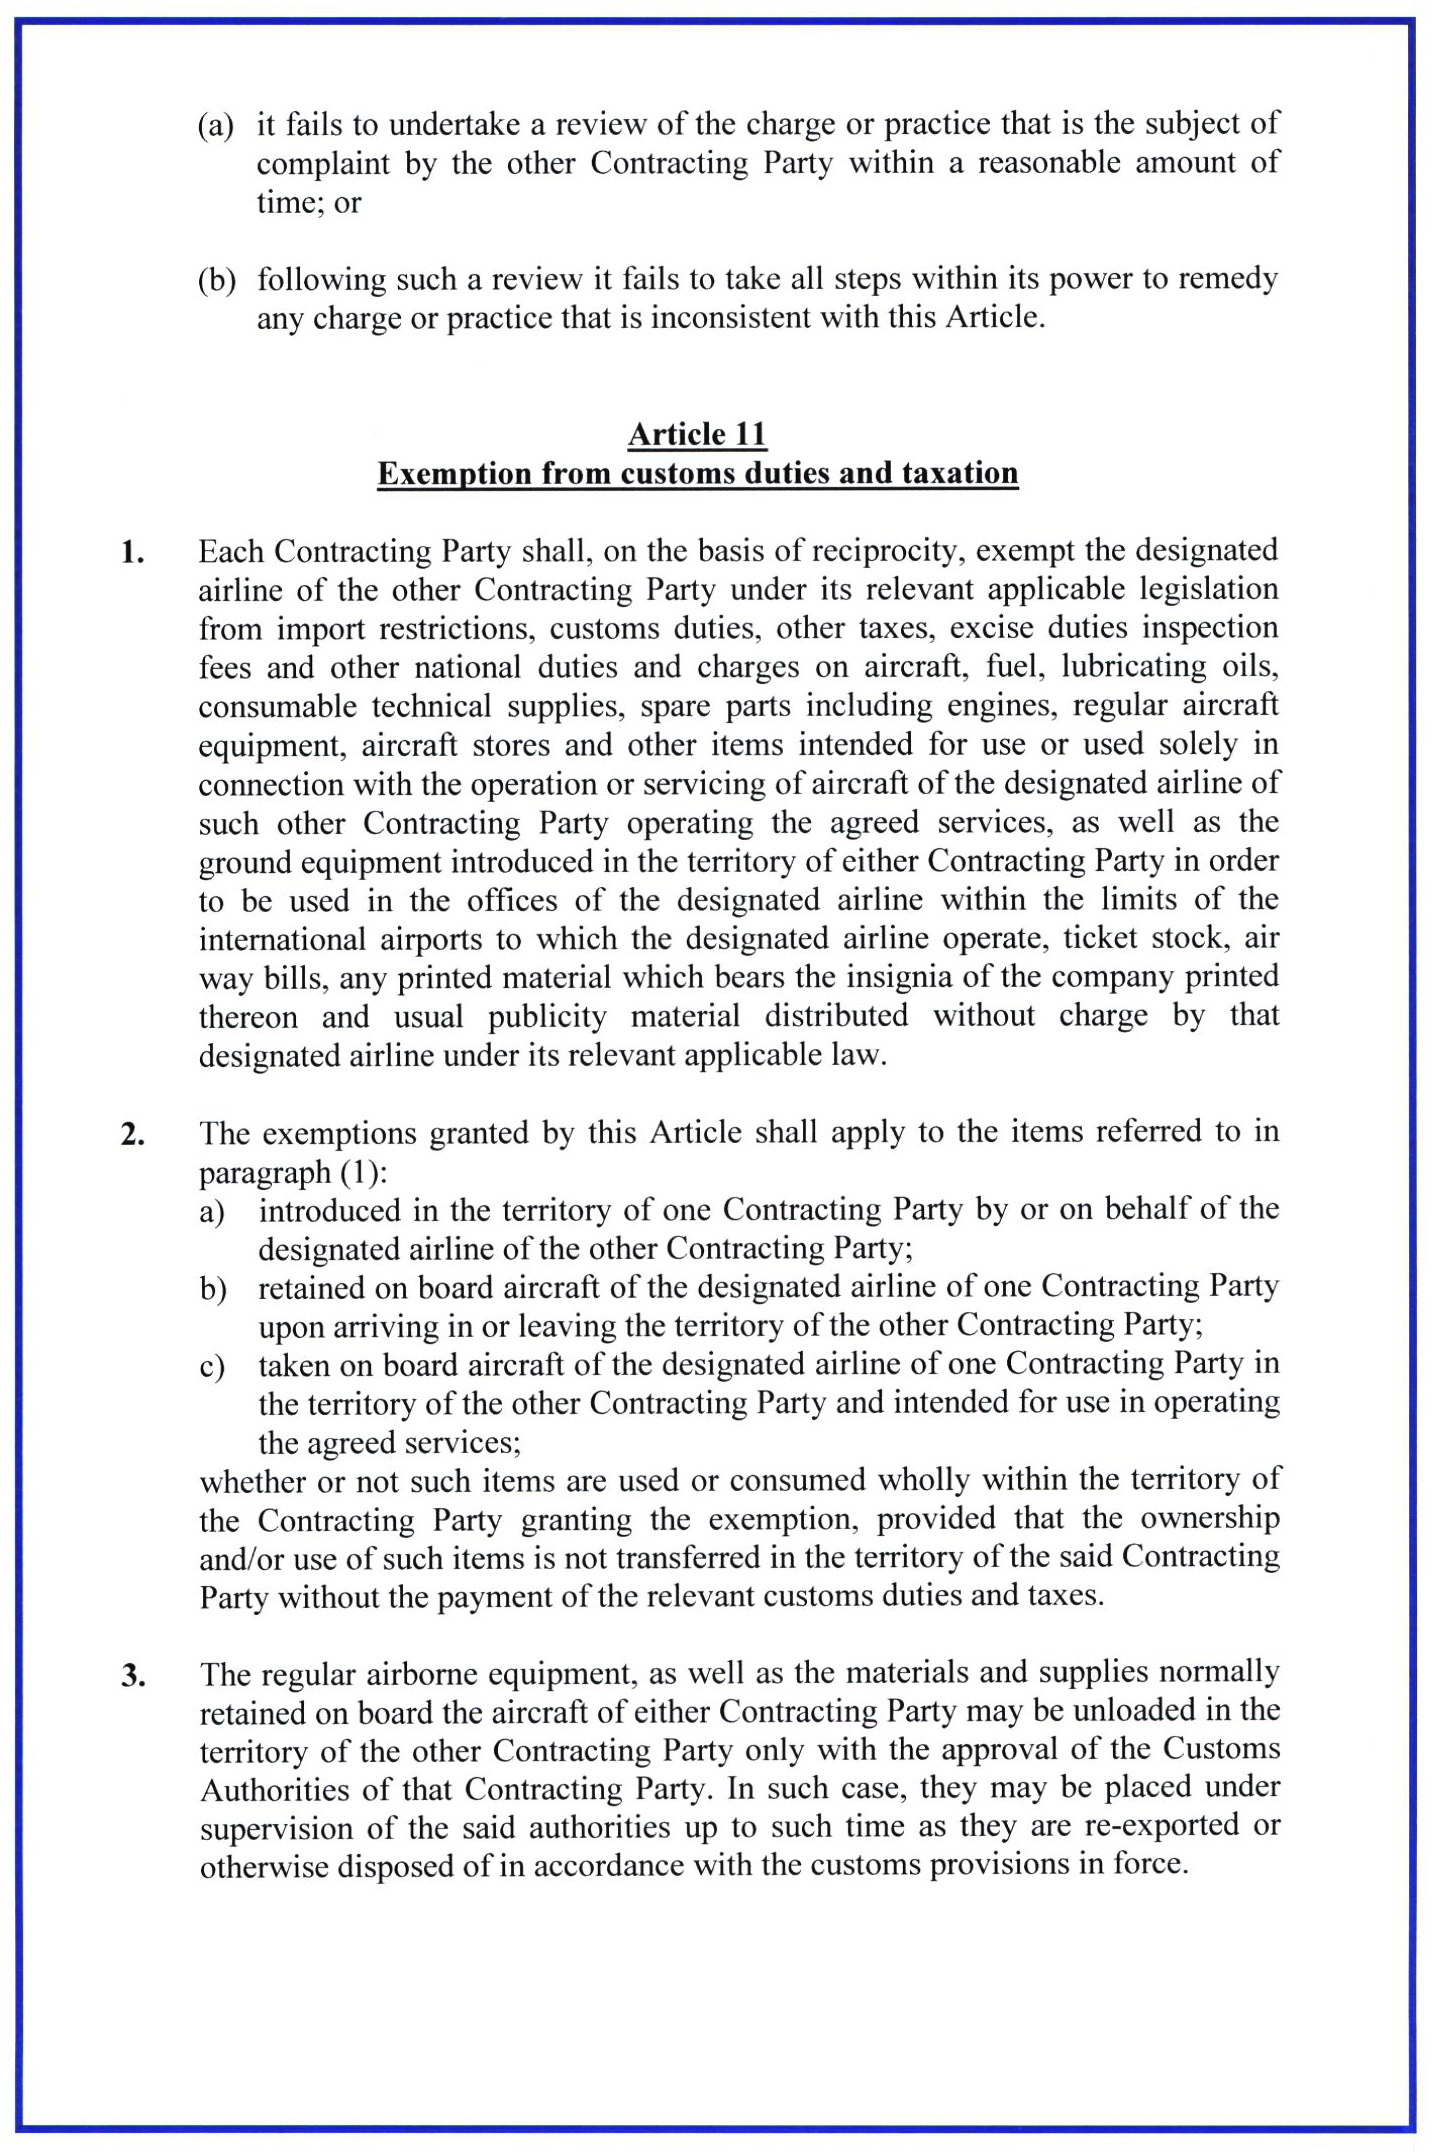 (a) it fails to undertake a review of the charge or practice that is the subject of
complaint by the other Contracting Party within a reasonable amount of
time; or
(b) following such a review it fails to take all steps within its power to remedy
any charge or practice that is inconsistent with this Article.
Article 11
Exemption from customs duties and taxation
1. Each Contracting Party shall, on the basis of reciprocity, exempt the designated
airline of the other Contracting Party under its relevant applicable legislation
from import restrictions, customs duties, other taxes, excise duties inspection
fees and other national duties and charges on aircraft, fuel, lubricating oils,
consumable technical supplies, spare parts including engines, regular aircraft
equipment, aircraft stores and other items intended for use or used solely in
connection with the operation or servicing of aircraft of the designated airline of
such other Contracting Party operating the agreed services, as well as the
ground equipment introduced in the territory of either Contracting Party in order
to be used in the offices of the designated airline within the limits of the
international airports to which the designated airline operate, ticket stock, air
way bills, any printed material which bears the insignia of the company printed
thereon and usual publicity material distributed without charge by that
designated airline under its relevant applicable law.
2. The exemptions granted by this Article shall apply to the items referred to in
paragraph (1):
a) introduced in the territory of one Contracting Party by or on behalf of the
designated airline of the other Contracting Party;
b) retained on board aircraft of the designated airline of one Contracting Party
upon arriving in or leaving the territory of the other Contracting Party;
c) taken on board aircraft of the designated airline of one Contracting Party in
the territory of the other Contracting Party and intended for use in operating
the agreed services;
whether or not such items are used or consumed wholly within the territory of
the Contracting Party granting the exemption, provided that the ownership
and/or use of such items is not transferred in the territory of the said Contracting
Party without the payment of the relevant customs duties and taxes.
3. The regular airborne equipment, as well as the materials and supplies normally
retained on board the aircraft of either Contracting Party may be unloaded in the
territory of the other Contracting Party only with the approval of the Customs
Authorities of that Contracting Party. In such case, they may be placed under
supervision of the said authorities up to such time as they are re-exported or
otherwise disposed of in accordance with the customs provisions in force.